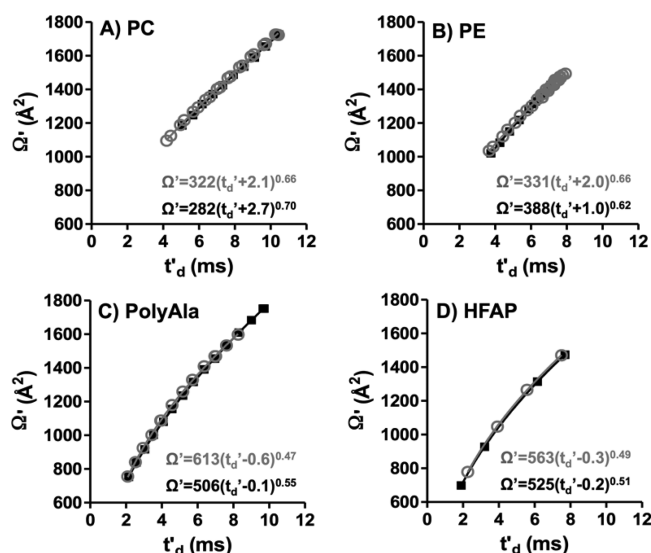 A) PC
1800
1600
1400
1200
1000
800
600
Ω' (Å²)
Ω'=322(t_d'+2.1)^0.66
Ω'=282(t_d'+2.7)^0.70
0 2 4 6 8 10 12
t'_d (ms)
B) PE
1800
1600
1400
1200
1000
800
600
Ω' (Å²)
Ω'=331(t_d'+2.0)^0.66
Ω'=388(t_d'+1.0)^0.62
0 2 4 6 8 10 12
t'_d (ms)
C) PolyAla
1800
1600
1400
1200
1000
800
600
Ω' (Å²)
Ω'=613(t_d'-0.6)^0.47
Ω'=506(t_d'-0.1)^0.55
0 2 4 6 8 10 12
t'_d (ms)
D) HFAP
1800
1600
1400
1200
1000
800
600
Ω' (Å²)
Ω'=563(t_d'-0.3)^0.49
Ω'=525(t_d'-0.2)^0.51
0 2 4 6 8 10 12
t'_d (ms)